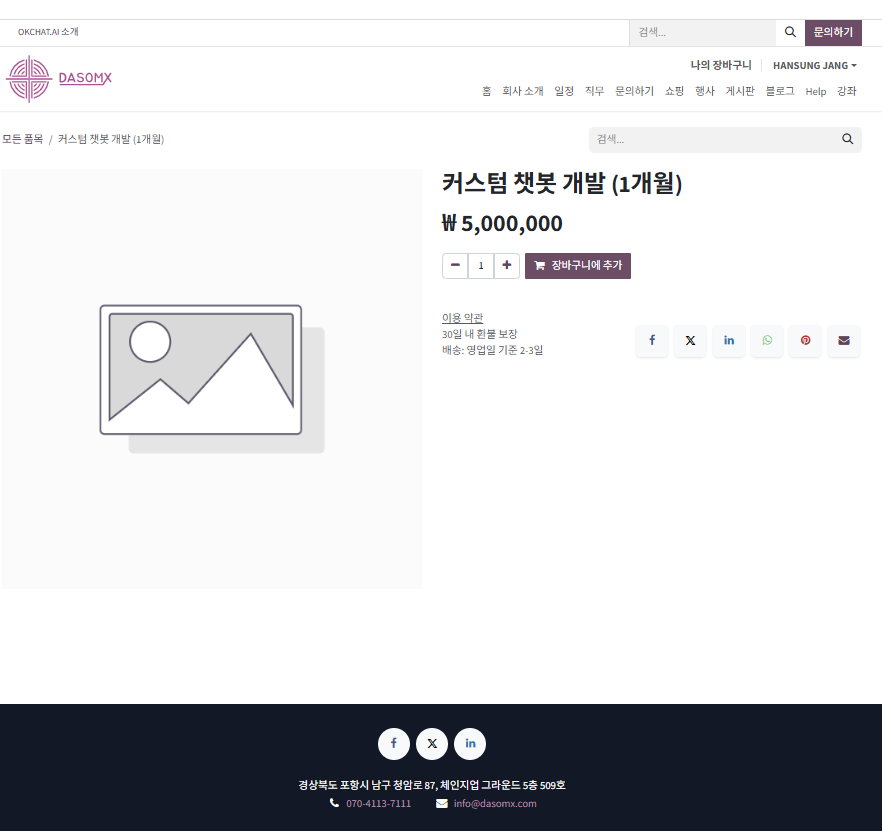 OKCHAT.AI 소개
검색...
문의하기
DASOMX
나의 장바구니
HANSUNG JANG
홈 회사 소개 일정 직무 문의하기 쇼핑 행사 게시판 블로그 Help 강좌
모든 품목 / 커스텀 챗봇 개발 (1개월)
검색...
커스텀 챗봇 개발 (1개월)
₩ 5,000,000
1
장바구니에 추가
이용 약관
30일 내 환불 보장
배송: 영업일 기준 2-3일
경상북도 포항시 남구 청암로 87, 체인지업 그라운드 5층 509호
070-4113-7111 info@dasomx.com